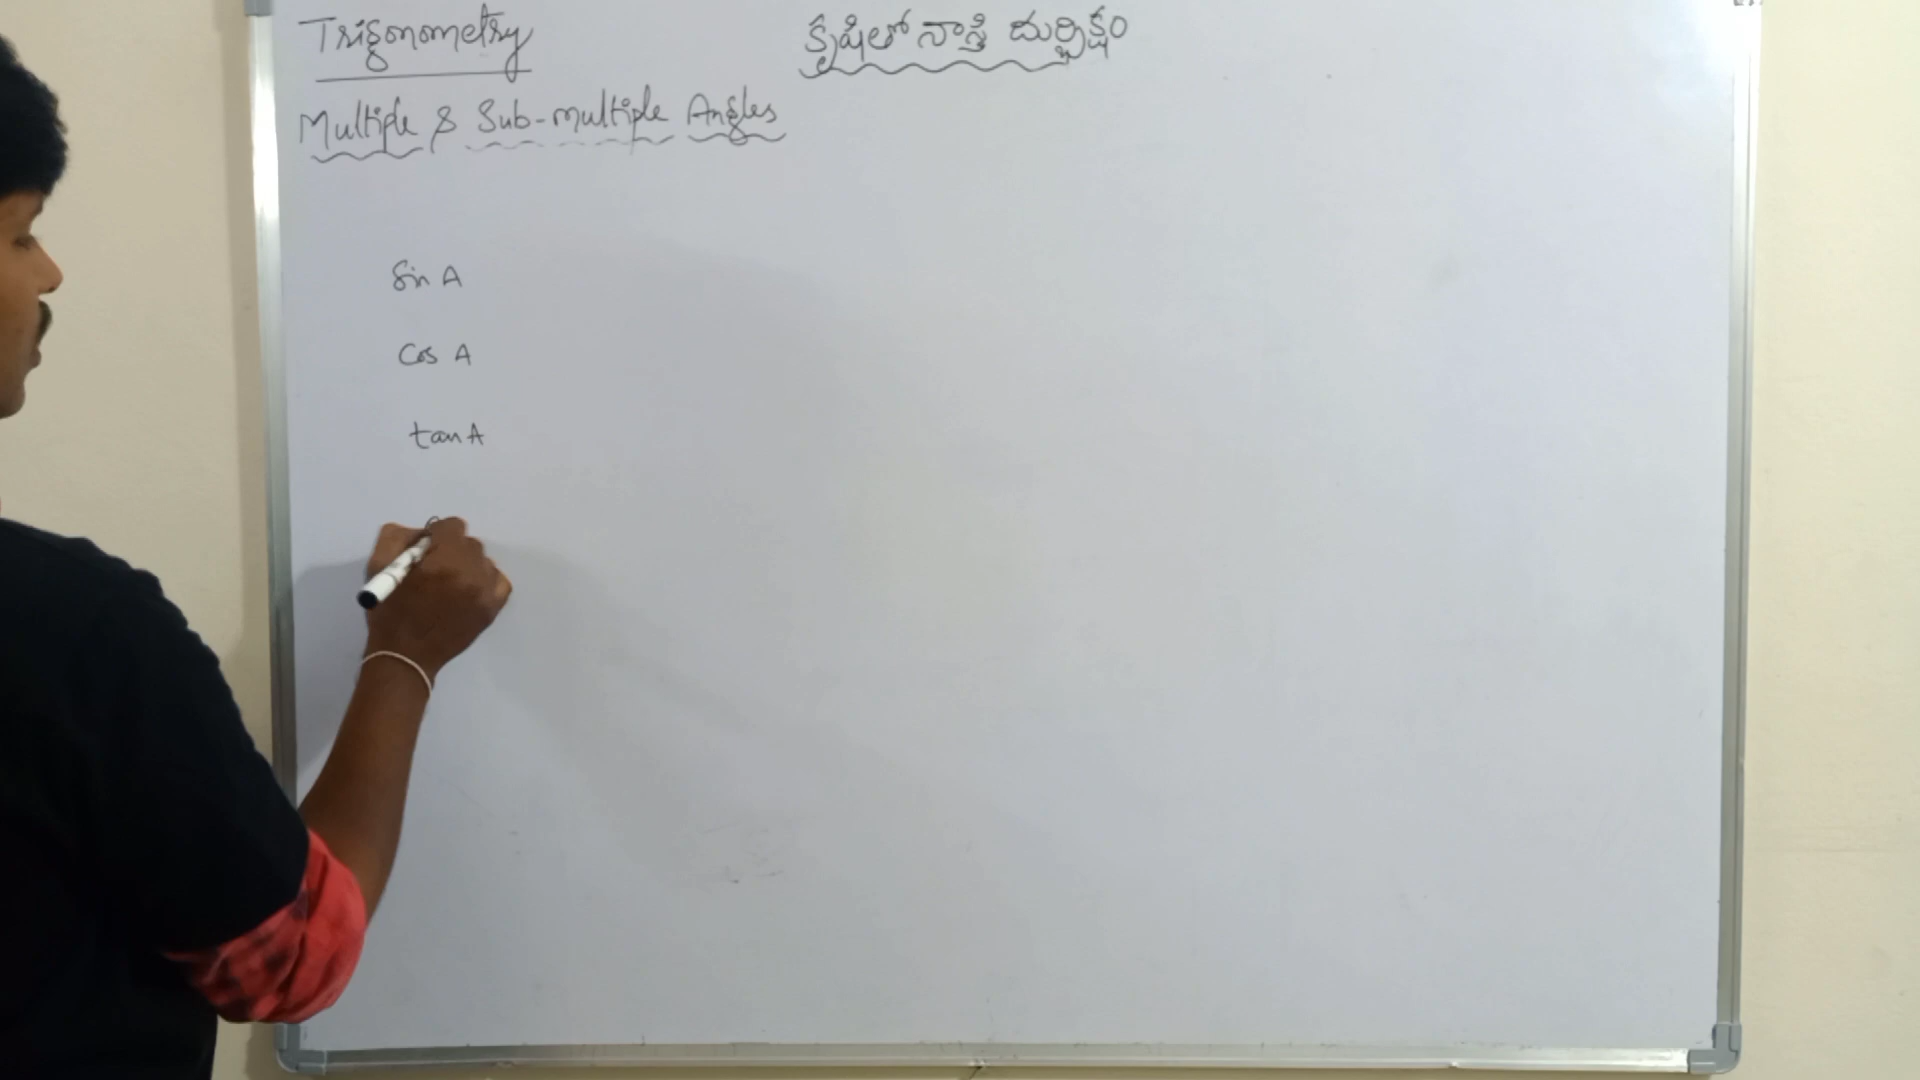 Trigonometry
కృషితో నాస్తి దుర్భిక్షం
Multiple & Sub-multiple Angles
Sin A
Cos A
tan A